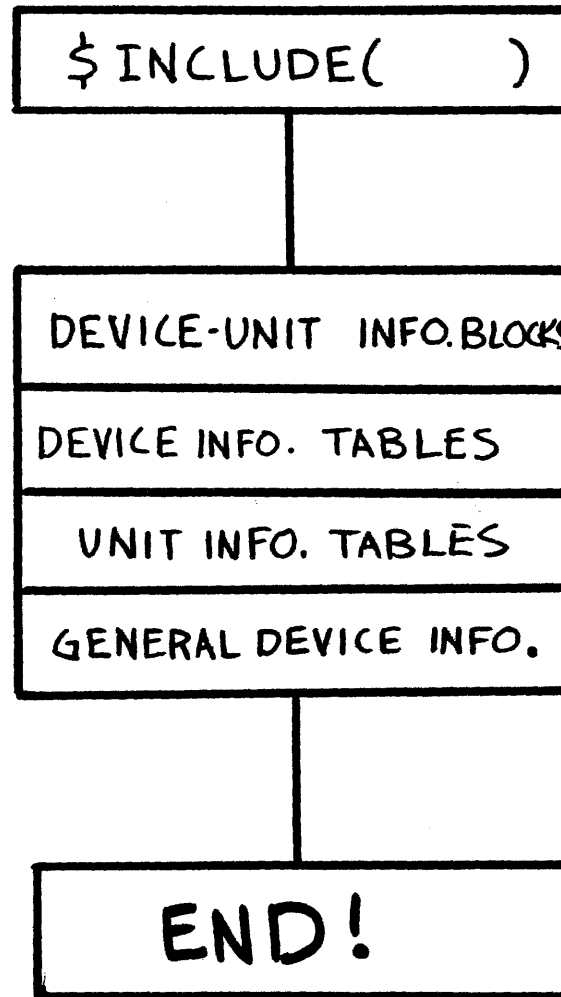 $ INCLUDE( )
DEVICE-UNIT INFO. BLOCKS
DEVICE INFO. TABLES
UNIT INFO. TABLES
GENERAL DEVICE INFO.
END!